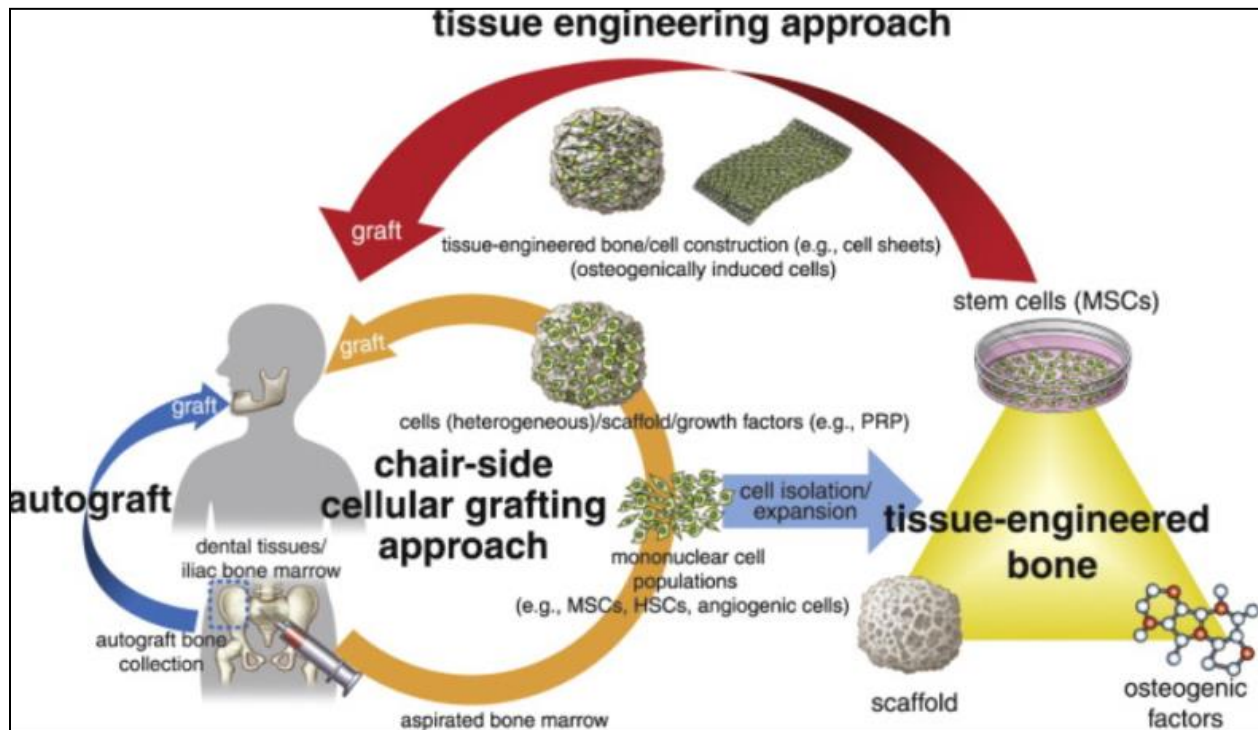 tissue engineering approach
graft
tissue-engineered bone/cell construction (e.g., cell sheets)
(osteogenically induced cells)
stem cells (MSCs)
graft
cells (heterogeneous)/scaffold/growth factors (e.g., PRP)
graft
autograft
chair-side
cellular grafting
approach
cell isolation/
expansion
mononuclear cell
populations
(e.g., MSCs, HSCs, angiogenic cells)
tissue-engineered
bone
dental tissues/
iliac bone marrow
autograft bone
collection
aspirated bone marrow
scaffold
osteogenic
factors